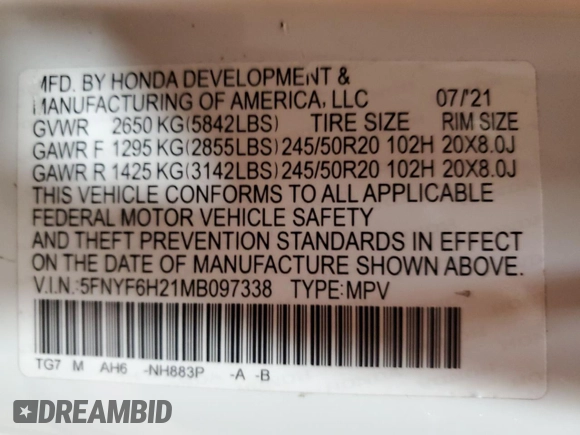 MFD. BY HONDA DEVELOPMENT &
MANUFACTURING OF AMERICA, LLC 07/'21
GVWR 2650 KG(5842LBS) TIRE SIZE RIM SIZE
GAWR F 1295 KG(2855LBS) 245/50R20 102H 20X8.0J
GAWR R 1425 KG(3142LBS) 245/50R20 102H 20X8.0J
THIS VEHICLE CONFORMS TO ALL APPLICABLE
FEDERAL MOTOR VEHICLE SAFETY
AND THEFT PREVENTION STANDARDS IN EFFECT
ON THE DATE OF MANUFACTURE SHOWN ABOVE.
V.I.N.:5FNYF6H21MB097338 TYPE:MPV
TG7 M AH6 -NH883P -A -B
DREAMBID